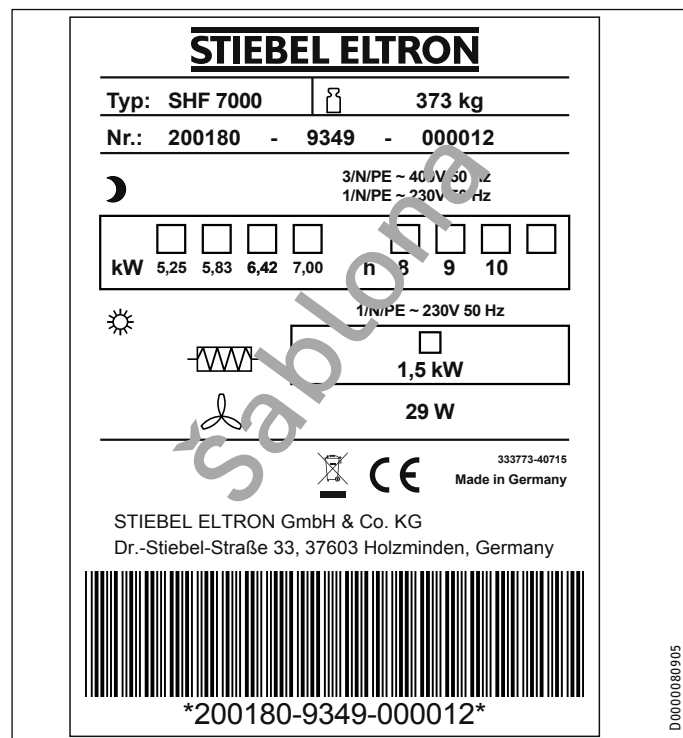 STIEBEL ELTRON
Typ: SHF 7000 373 kg
Nr.: 200180 - 9349 - 000012
3/N/PE ~ 400V 50 Hz
1/N/PE ~ 230V 50 Hz
kW 5,25 5,83 6,42 7,00 h 8 9 10
1/N/PE ~ 230V 50 Hz
1,5 kW
29 W
Šablona
333773-40715
CE
Made in Germany
STIEBEL ELTRON GmbH & Co. KG
Dr.-Stiebel-Straße 33, 37603 Holzminden, Germany
*200180-9349-000012*
D0000080905